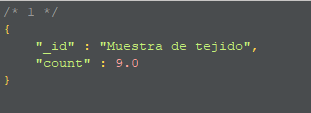 /* 1 */
{
    "_id" : "Muestra de tejido",
    "count" : 9.0
}